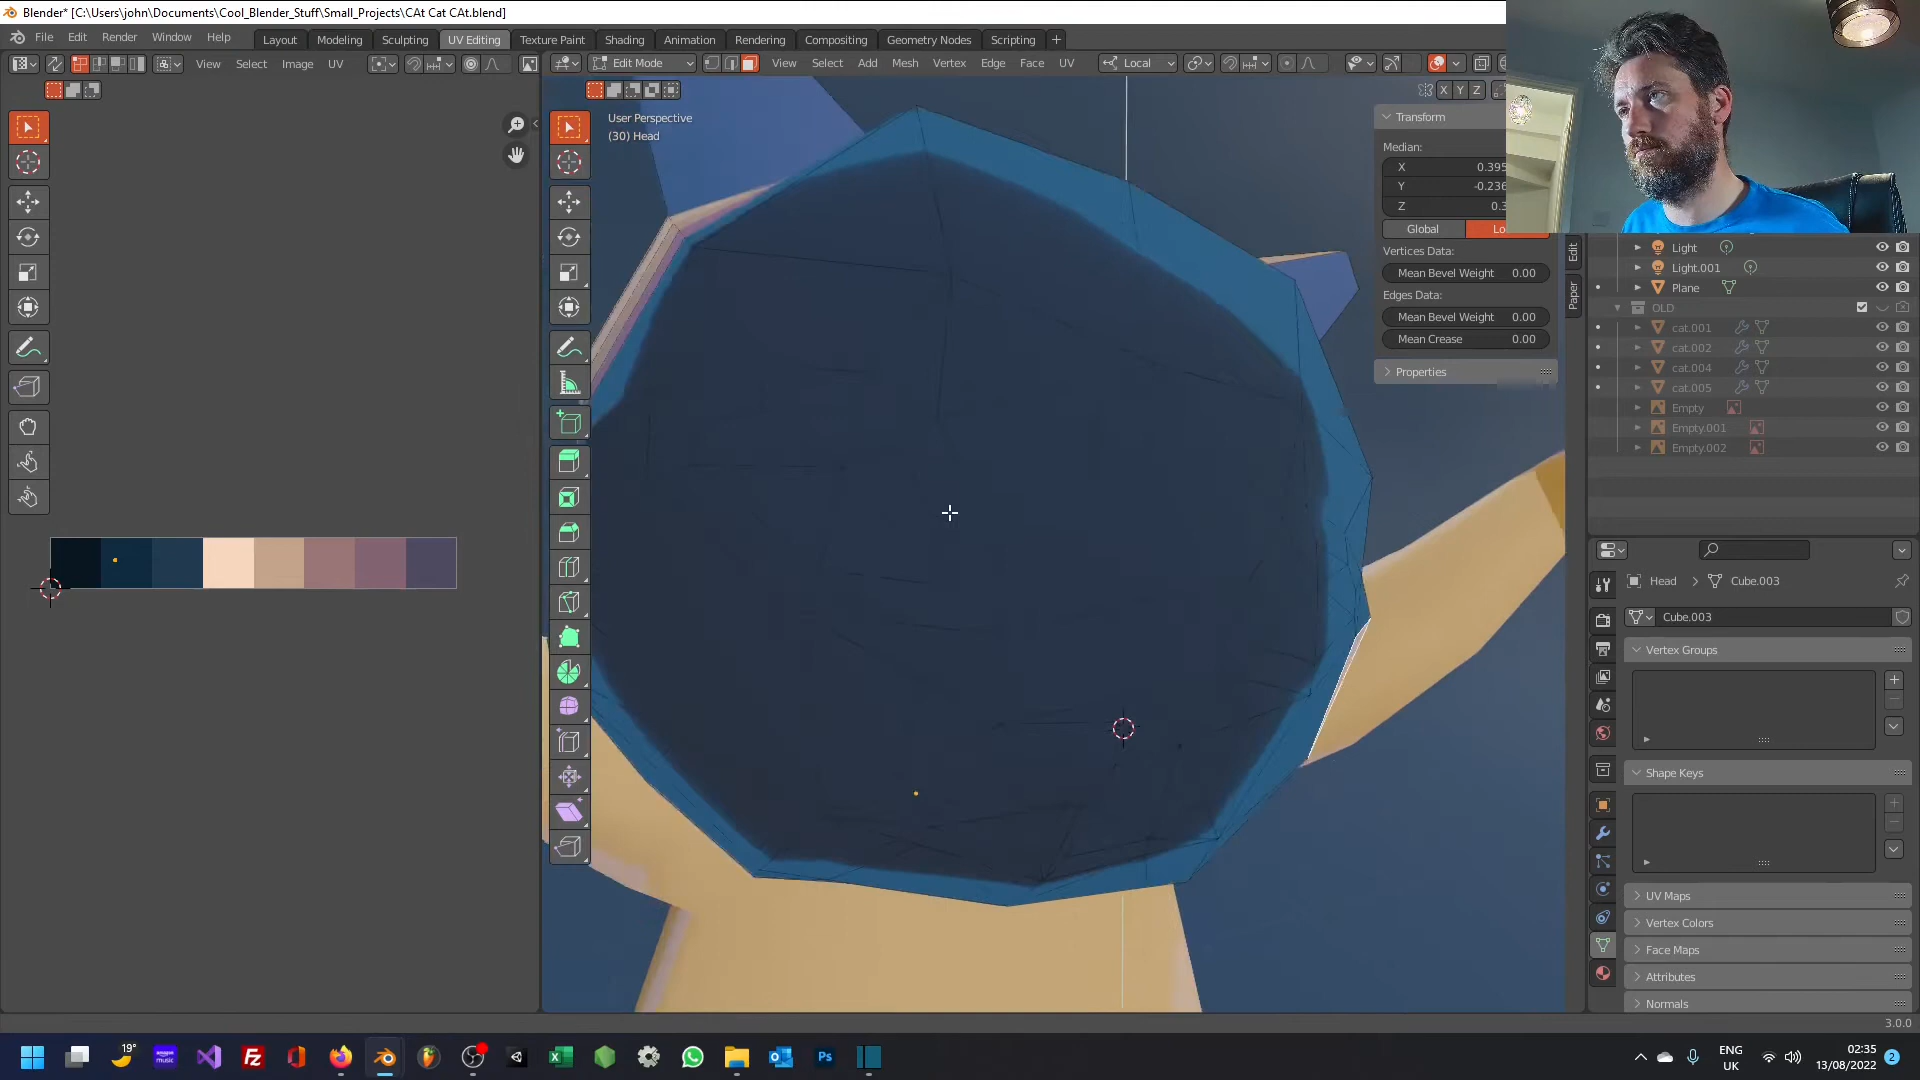 Blender* [C:\Users\john\Documents\Cool_Blender_Stuff\Small_Projects\CAt Cat CAt.blend]
File Edit Render Window Help Layout Modeling Sculpting UV Editing Texture Paint Shading Animation Rendering Compositing Geometry Nodes Scripting +
View Select Image UV
Edit Mode View Select Add Mesh Vertex Edge Face UV Local
X Y Z
User Perspective
(30) Head
Transform
Median:
X 0.395
Y -0.236
Z 0.3
Global Lo
Vertices Data:
Mean Bevel Weight 0.00
Edges Data:
Mean Bevel Weight 0.00
Mean Crease 0.00
Properties
Edit
Paper
Light
Light.001
Plane
OLD
cat.001
cat.002
cat.004
cat.005
Empty
Empty.001
Empty.002
Head Cube.003
Cube.003
Vertex Groups
Shape Keys
UV Maps
Vertex Colors
Face Maps
Attributes
Normals
3.0.0
19°
amazon music
Fz
Ps
ENG
UK
02:35
13/08/2022
2